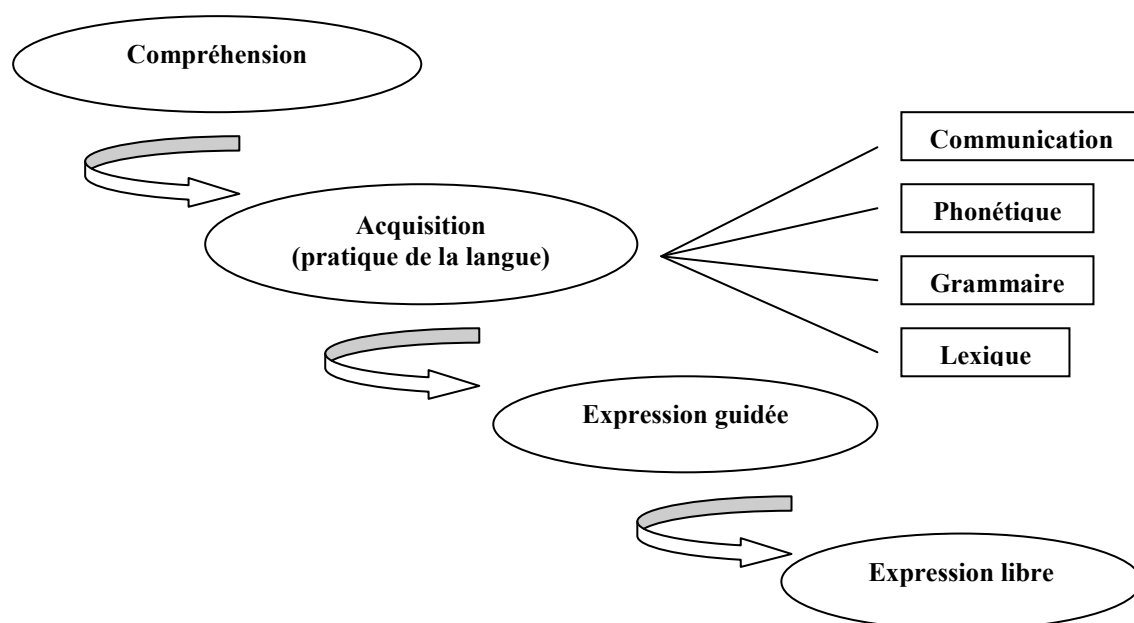 Compréhension
Communication
Phonétique
Acquisition
(pratique de la langue)
Grammaire
Lexique
Expression guidée
Expression libre